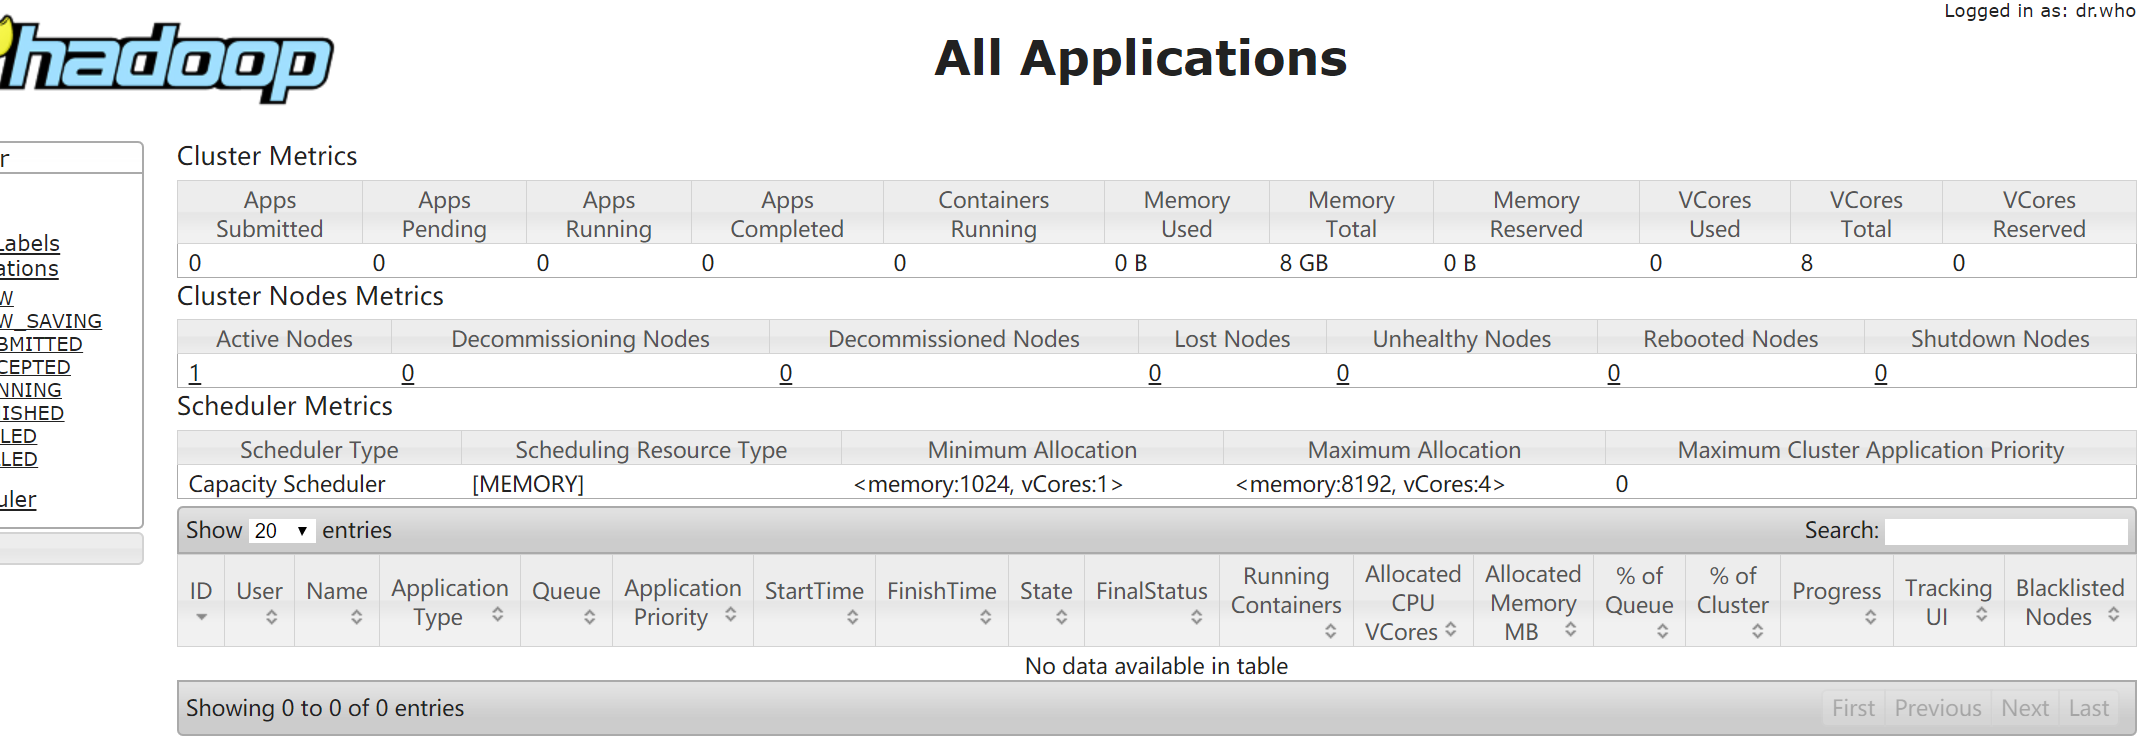 Logged in as: dr.who
hadoop
All Applications
r
Labels
ations
W
W_SAVING
BMITTED
CEPTED
NNING
ISHED
LED
LED
uler
Cluster Metrics
Apps Submitted Apps Pending Apps Running Apps Completed Containers Running Memory Used Memory Total Memory Reserved VCores Used VCores Total VCores Reserved
0 0 0 0 0 0 B 8 GB 0 B 0 8 0
Cluster Nodes Metrics
Active Nodes Decommissioning Nodes Decommissioned Nodes Lost Nodes Unhealthy Nodes Rebooted Nodes Shutdown Nodes
1 0 0 0 0 0 0
Scheduler Metrics
Scheduler Type Scheduling Resource Type Minimum Allocation Maximum Allocation Maximum Cluster Application Priority
Capacity Scheduler [MEMORY] <memory:1024, vCores:1> <memory:8192, vCores:4> 0
Show 20 entries Search:
ID User Name Application Type Queue Application Priority StartTime FinishTime State FinalStatus Running Containers Allocated CPU VCores Allocated Memory MB % of Queue % of Cluster Progress Tracking UI Blacklisted Nodes
No data available in table
Showing 0 to 0 of 0 entries First Previous Next Last